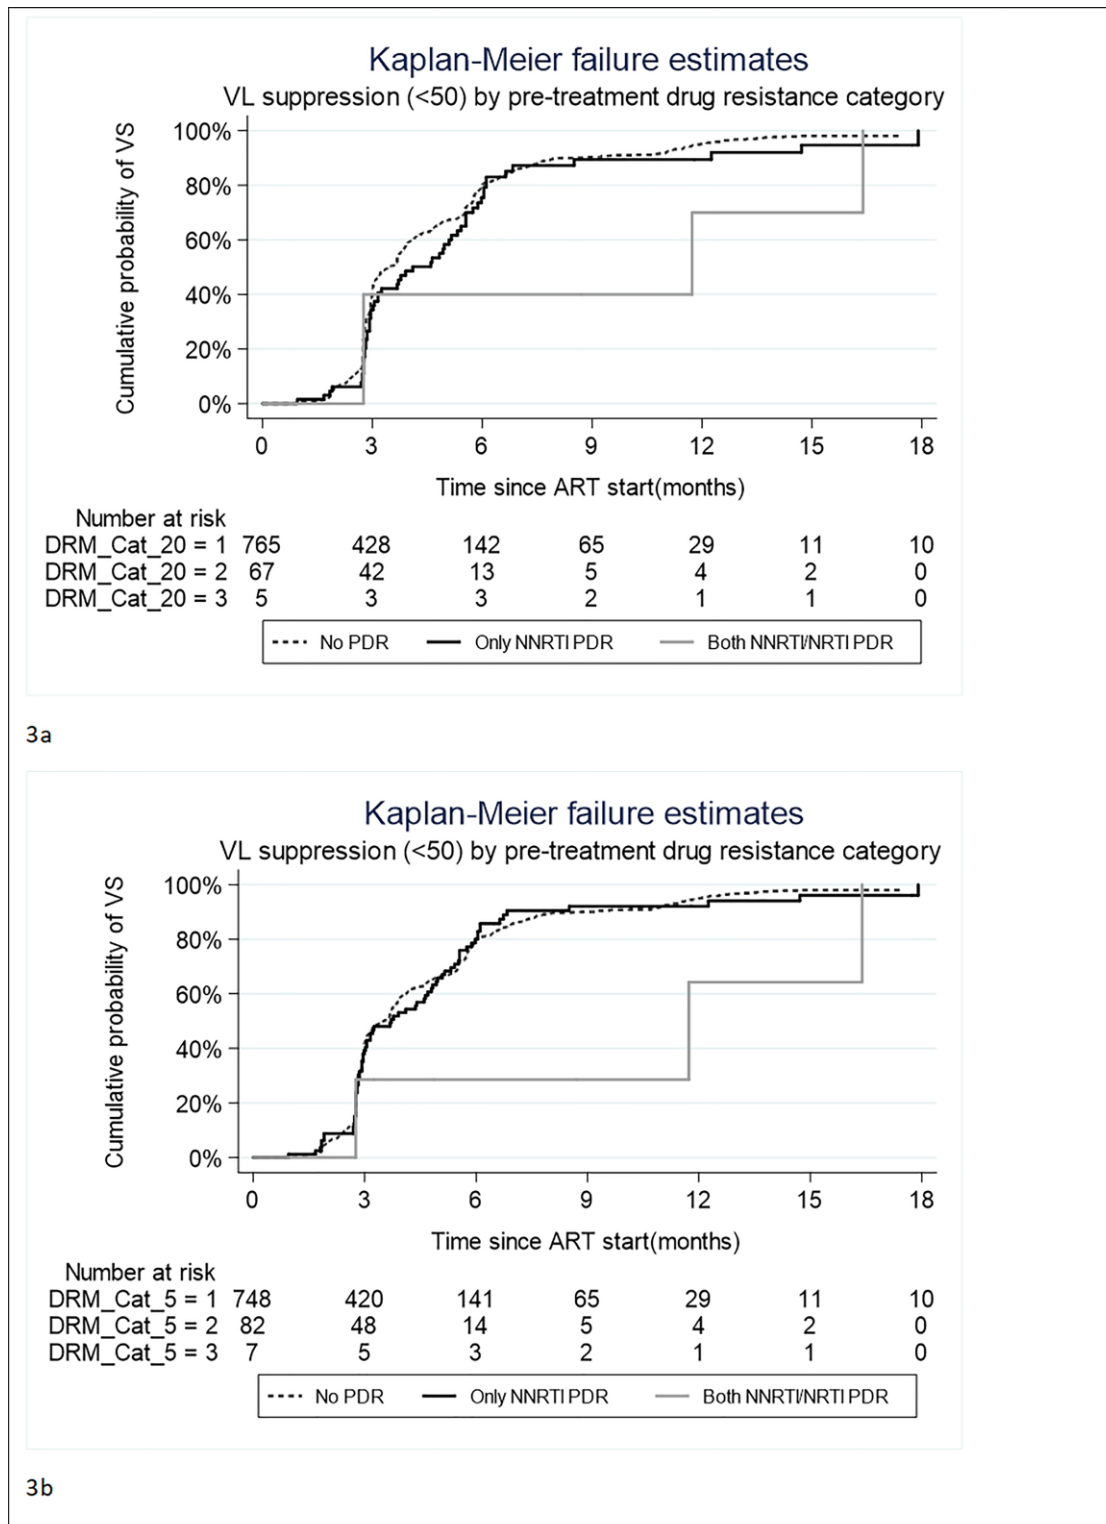 Kaplan-Meier failure estimates
VL suppression (<50) by pre-treatment drug resistance category
Cumulative probability of VS
100%
80%
60%
40%
20%
0%
0 3 6 9 12 15 18
Time since ART start(months)
Number at risk
DRM_Cat_20 = 1 765 428 142 65 29 11 10
DRM_Cat_20 = 2 67 42 13 5 4 2 0
DRM_Cat_20 = 3 5 3 3 2 1 1 0
No PDR Only NNRTI PDR Both NNRTI/NRTI PDR
3a
Kaplan-Meier failure estimates
VL suppression (<50) by pre-treatment drug resistance category
Cumulative probability of VS
100%
80%
60%
40%
20%
0%
0 3 6 9 12 15 18
Time since ART start(months)
Number at risk
DRM_Cat_5 = 1 748 420 141 65 29 11 10
DRM_Cat_5 = 2 82 48 14 5 4 2 0
DRM_Cat_5 = 3 7 5 3 2 1 1 0
No PDR Only NNRTI PDR Both NNRTI/NRTI PDR
3b